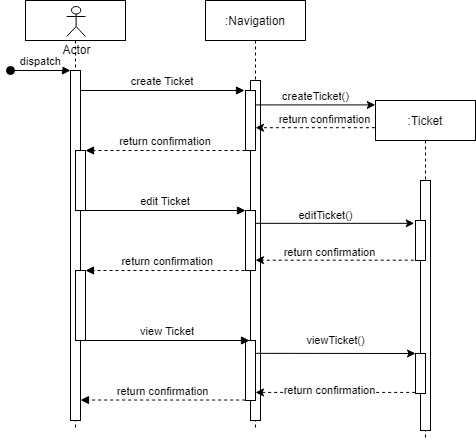 :Navigation
Actor
dispatch
create Ticket
createTicket()
return confirmation
:Ticket
return confirmation
edit Ticket
editTicket()
return confirmation
return confirmation
view Ticket
viewTicket()
return confirmation
return confirmation